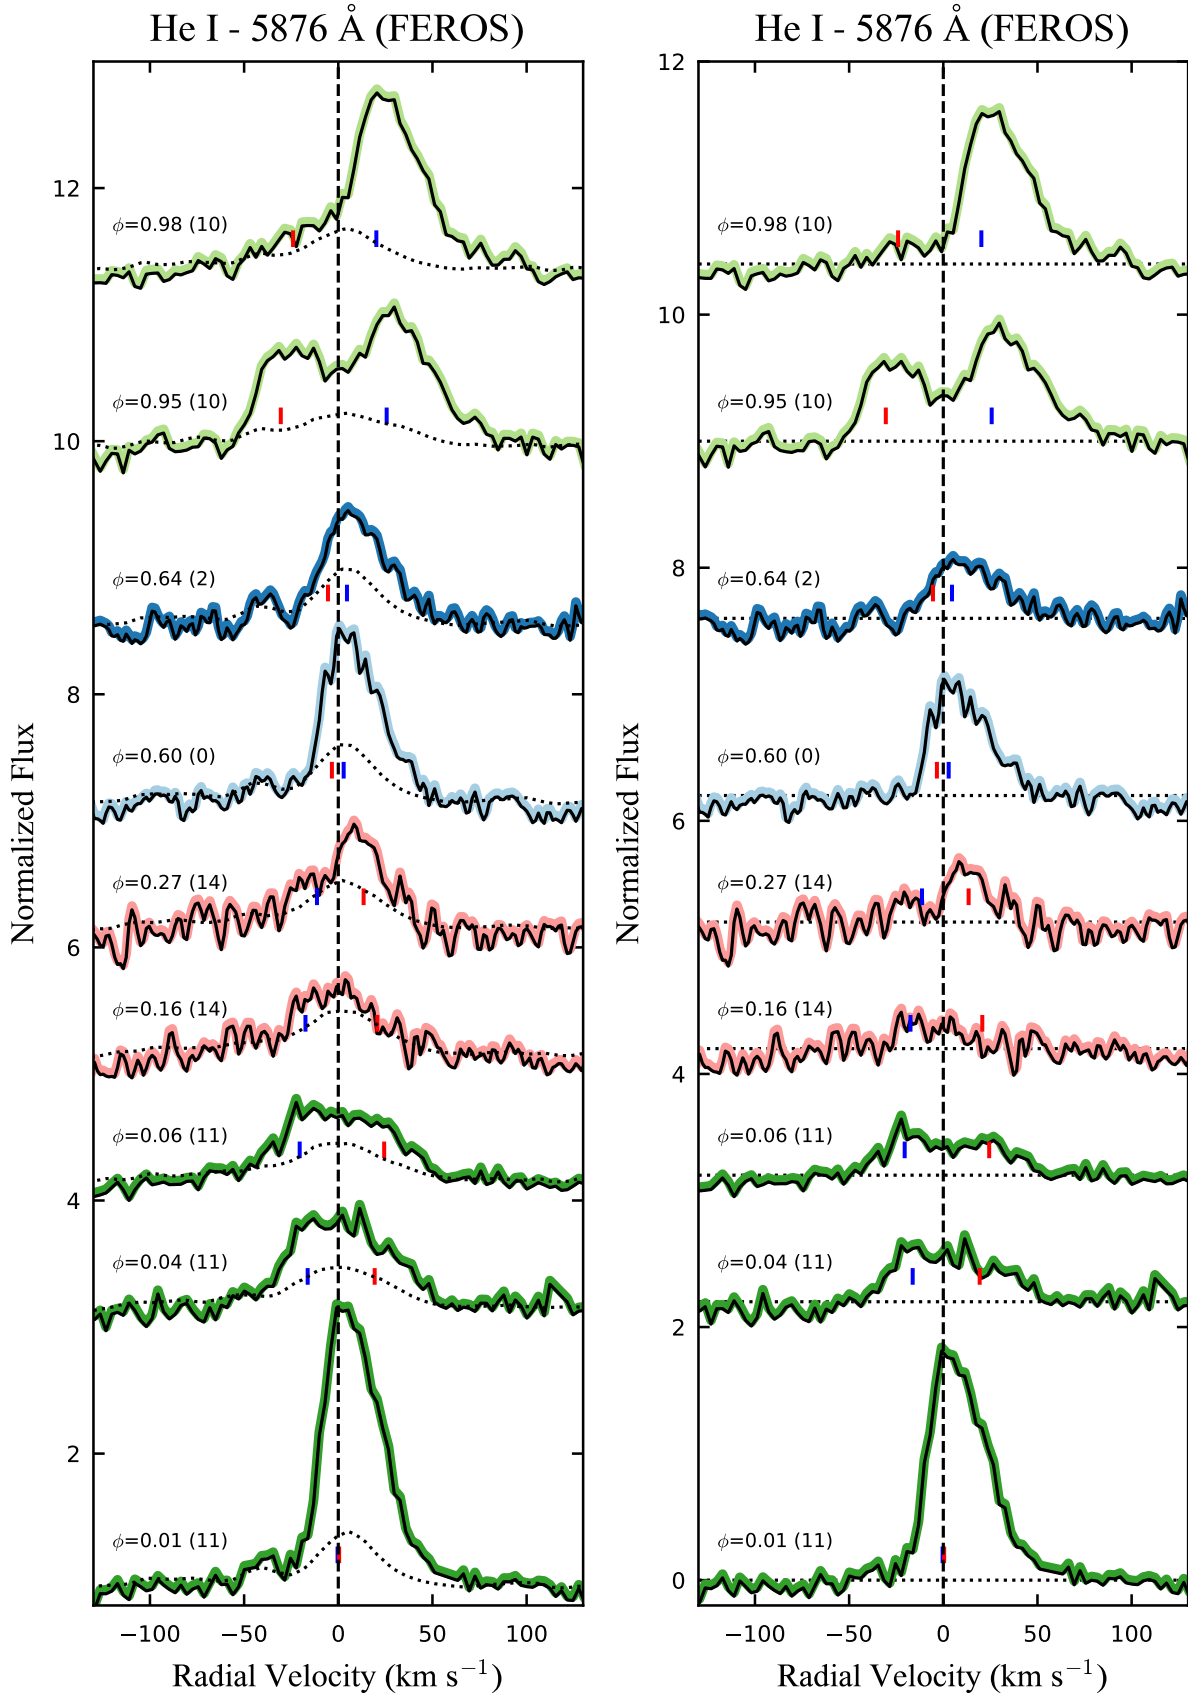 He I - 5876 Å (FEROS)
12
10
8
6
4
2
Normalized Flux
ϕ=0.98 (10)
ϕ=0.95 (10)
ϕ=0.64 (2)
ϕ=0.60 (0)
ϕ=0.27 (14)
ϕ=0.16 (14)
ϕ=0.06 (11)
ϕ=0.04 (11)
ϕ=0.01 (11)
−100 −50 0 50 100
Radial Velocity (km s⁻¹)
He I - 5876 Å (FEROS)
12
10
8
6
4
2
0
Normalized Flux
ϕ=0.98 (10)
ϕ=0.95 (10)
ϕ=0.64 (2)
ϕ=0.60 (0)
ϕ=0.27 (14)
ϕ=0.16 (14)
ϕ=0.06 (11)
ϕ=0.04 (11)
ϕ=0.01 (11)
−100 −50 0 50 100
Radial Velocity (km s⁻¹)